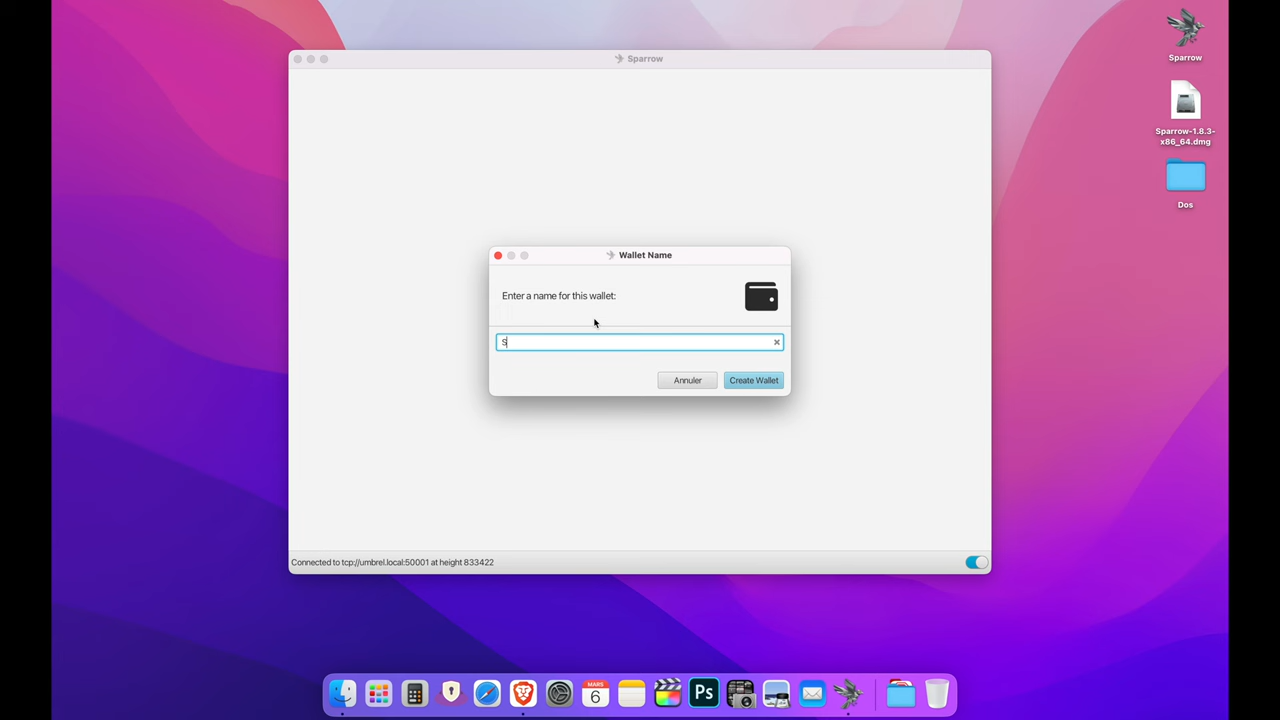 Sparrow
Sparrow
Sparrow-1.8.3-
x86_64.dmg
Dos
Wallet Name
Enter a name for this wallet:
S
Annuler
Create Wallet
Connected to tcp://umbrel.local:50001 at height 833422
MARS
6
Ps